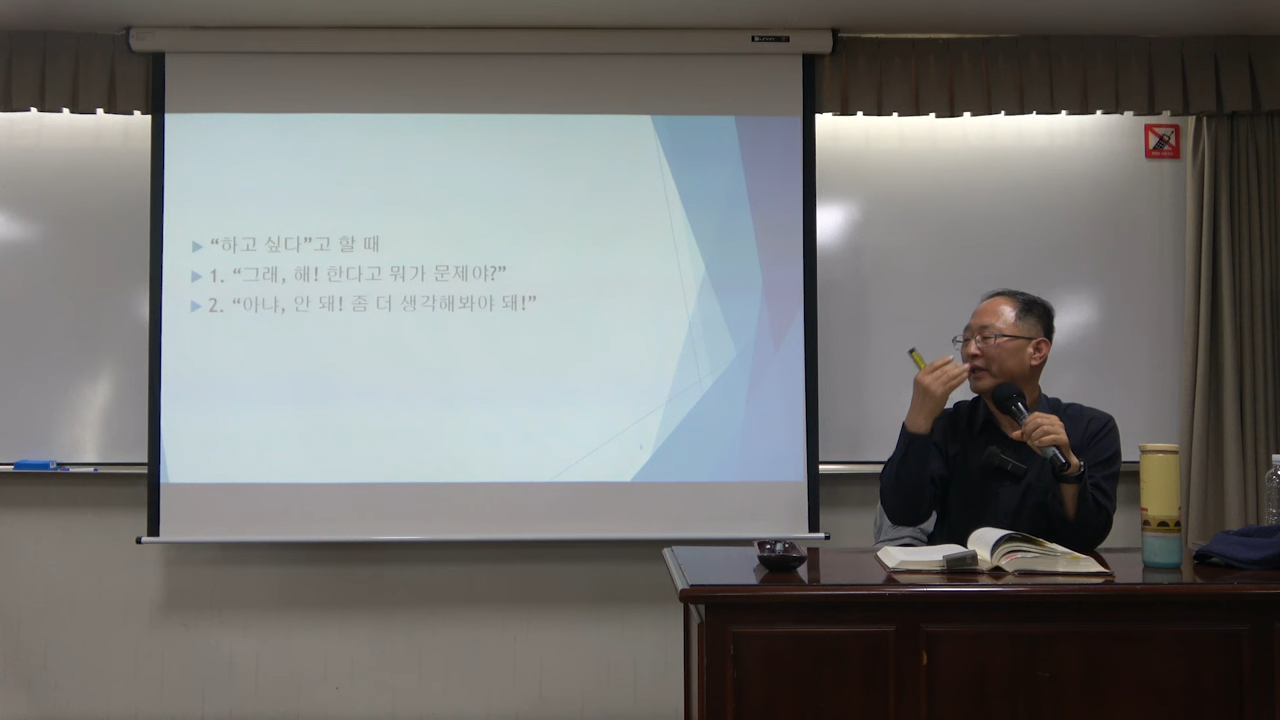 “하고 싶다”고 할 때
1. “그래, 해! 한다고 뭐가 문제야?”
2. “아냐, 안 돼! 좀 더 생각해봐야 돼!”